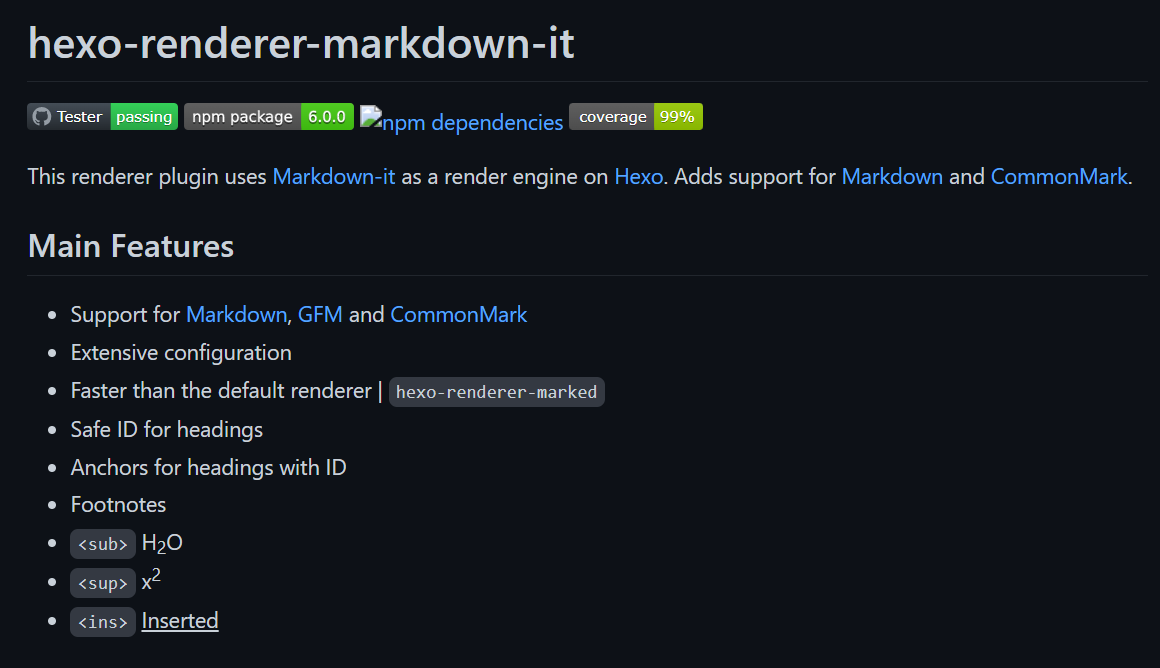 hexo-renderer-markdown-it
Tester passing npm package 6.0.0 npm dependencies coverage 99%
This renderer plugin uses Markdown-it as a render engine on Hexo. Adds support for Markdown and CommonMark.
Main Features
• Support for Markdown, GFM and CommonMark
• Extensive configuration
• Faster than the default renderer | hexo-renderer-marked
• Safe ID for headings
• Anchors for headings with ID
• Footnotes
• <sub> H₂O
• <sup> x²
• <ins> Inserted